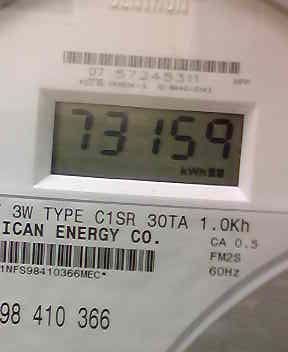 07 57245311
73159
kWh
3W TYPE C1SR 30TA 1.0Kh
ICAN ENERGY CO.
CA 0.5
FM2S
60Hz
1NFS98410366MEC*
98 410 366